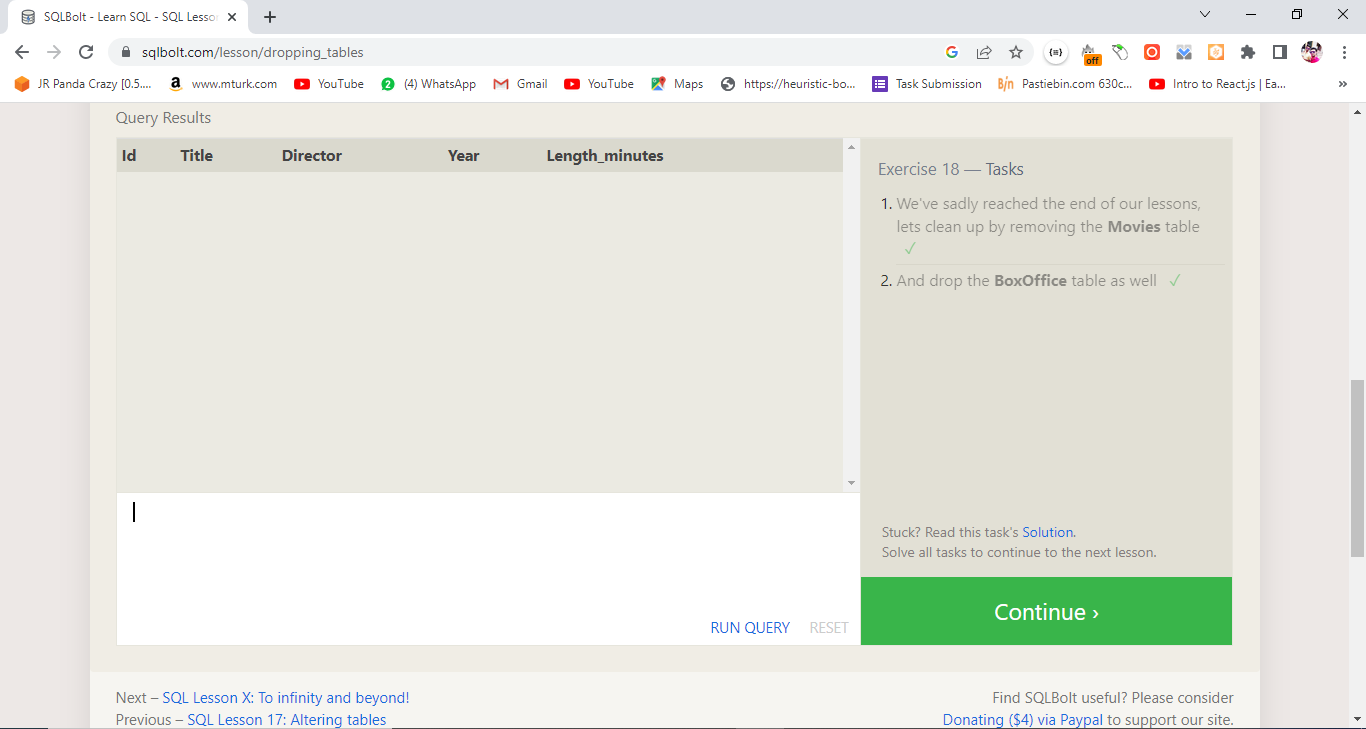 SQLBolt - Learn SQL - SQL Lesson
sqlbolt.com/lesson/dropping_tables
off
JR Panda Crazy [0.5....
www.mturk.com
YouTube
(4) WhatsApp
Gmail
YouTube
Maps
https://heuristic-bo...
Task Submission
Pastiebin.com 630c...
Intro to React.js | Ea...
»
Query Results
Id Title Director Year Length_minutes
Exercise 18 — Tasks
1. We've sadly reached the end of our lessons,
lets clean up by removing the Movies table
✓
2. And drop the BoxOffice table as well ✓
Stuck? Read this task's Solution.
Solve all tasks to continue to the next lesson.
RUN QUERY RESET
Continue ›
Next – SQL Lesson X: To infinity and beyond!
Previous – SQL Lesson 17: Altering tables
Find SQLBolt useful? Please consider
Donating ($4) via Paypal to support our site.